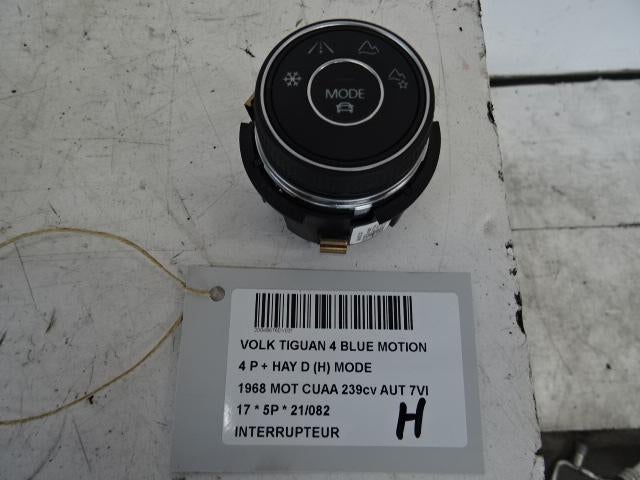 MODE
VOLK TIGUAN 4 BLUE MOTION
4 P + HAY D (H) MODE
1968 MOT CUAA 239cv AUT 7VI
17 * 5P * 21/082
INTERRUPTEUR
H